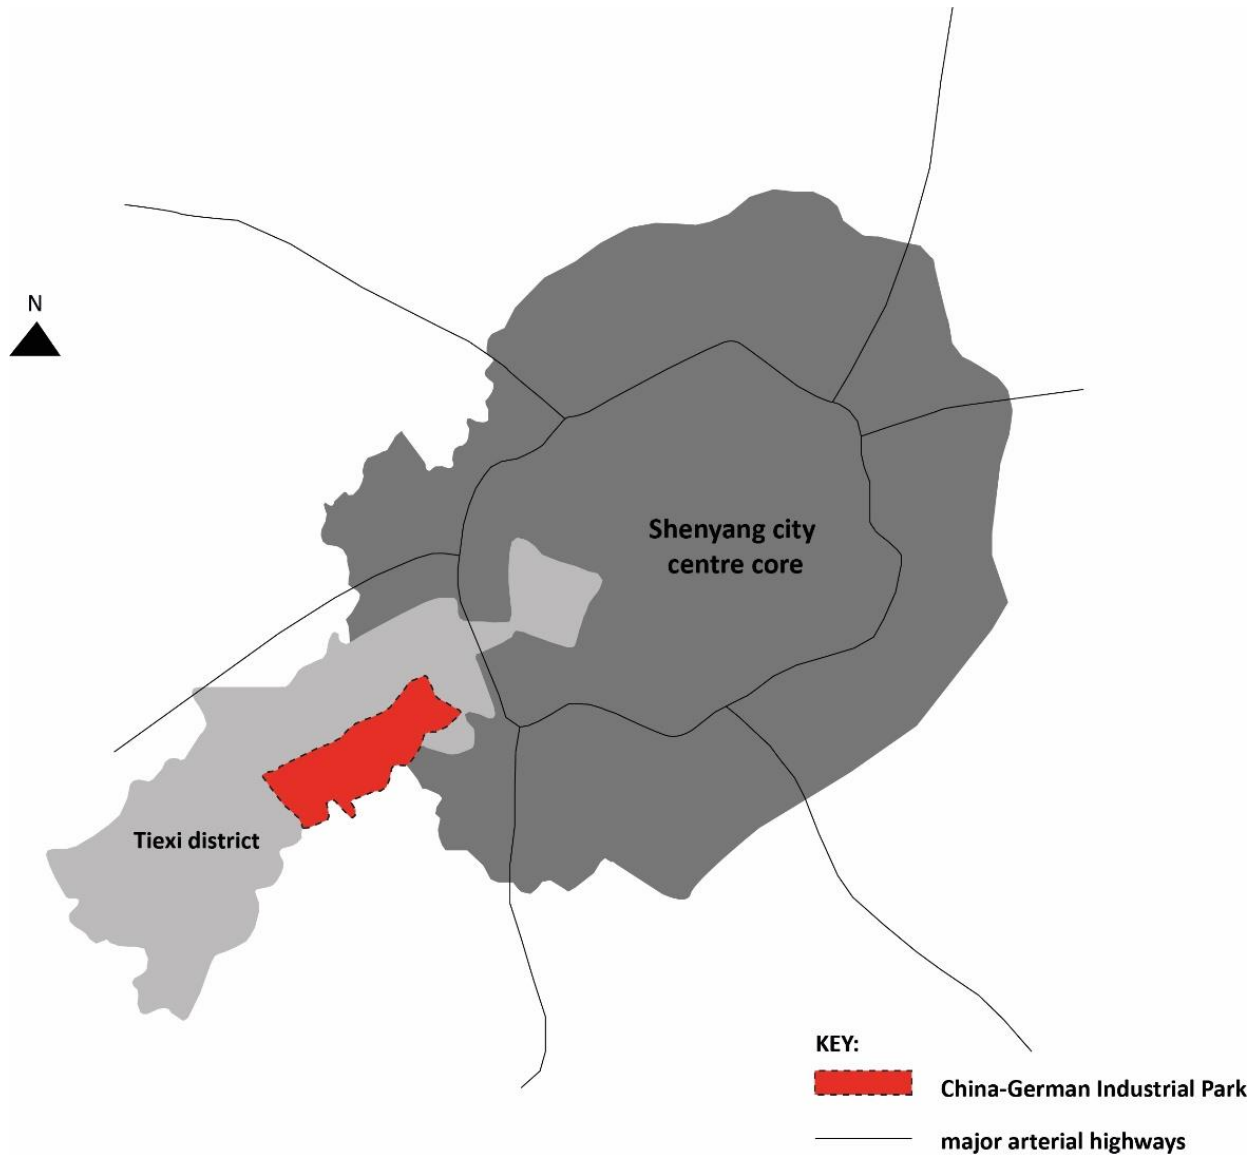 N
Shenyang city
centre core
Tiexi district
KEY:
China-German Industrial Park
major arterial highways